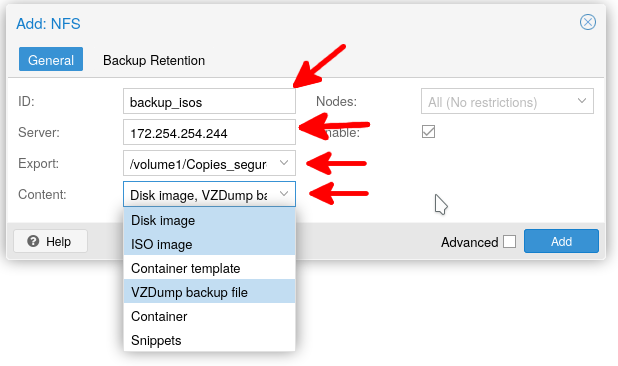 Add: NFS
General Backup Retention
ID: backup_isos Nodes: All (No restrictions)
Server: 172.254.254.244 nable:
Export: /volume1/Copies_segur
Content: Disk image, VZDump ba
Disk image
ISO image
Container template
VZDump backup file
Container
Snippets
Help Advanced Add